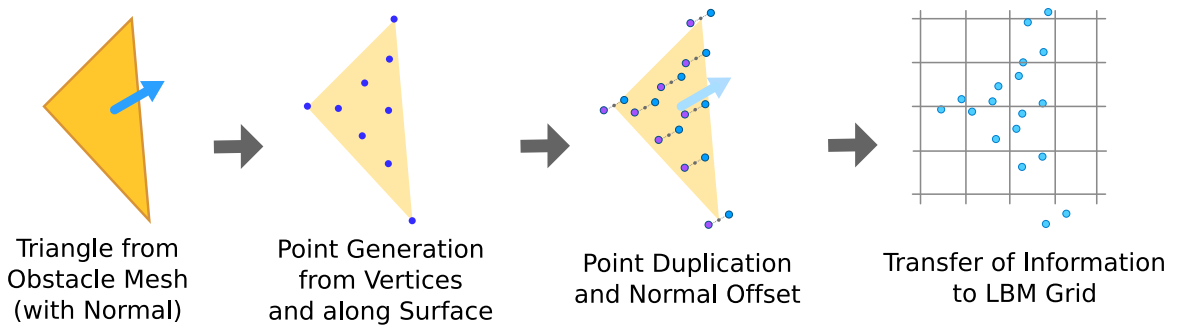 Triangle from
Obstacle Mesh
(with Normal)
Point Generation
from Vertices
and along Surface
Point Duplication
and Normal Offset
Transfer of Information
to LBM Grid